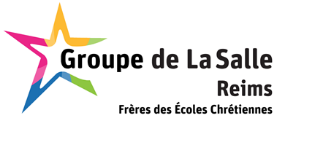 Groupe de La Salle
Reims
Frères des Écoles Chrétiennes